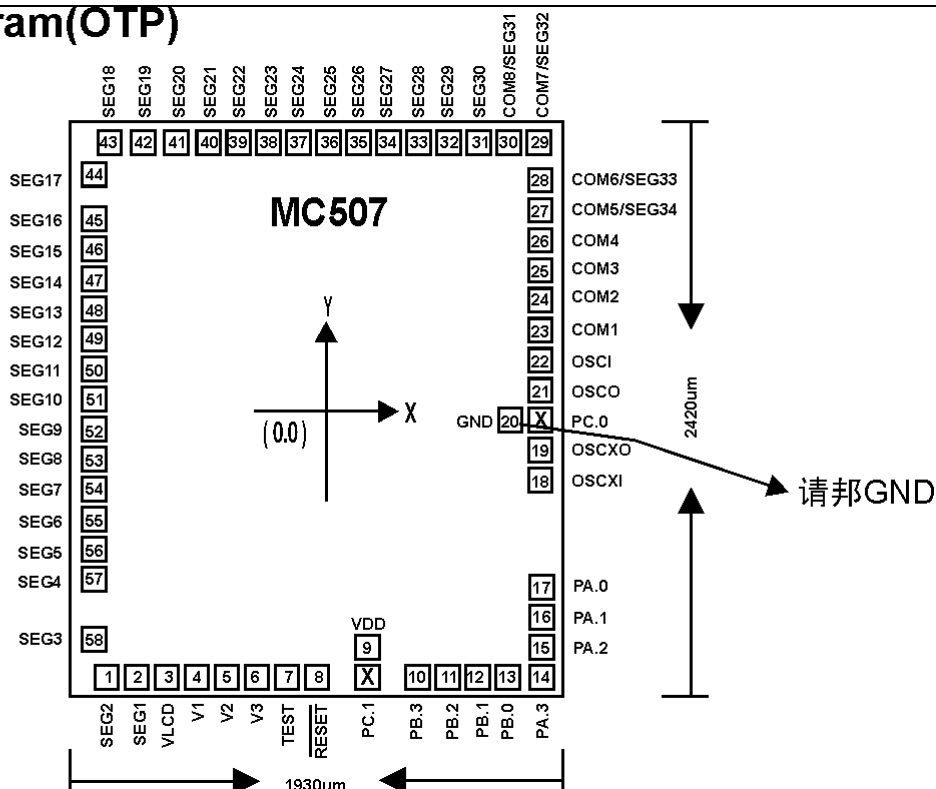 ram(OTP)
SEG18 SEG19 SEG20 SEG21 SEG22 SEG23 SEG24 SEG25 SEG26 SEG27 SEG28 SEG29 SEG30 COM8/SEG31 COM7/SEG32
43 42 41 40 39 38 37 36 35 34 33 32 31 30 29
SEG17 44 28 COM6/SEG33
MC507
SEG16 45 27 COM5/SEG34
SEG15 46 26 COM4
SEG14 47 25 COM3
SEG13 48 24 COM2
Y
SEG12 49 23 COM1
SEG11 50 22 OSCI
SEG10 51 21 OSCO
X
2420um
SEG9 52 GND 20 X PC.0
(0.0)
SEG8 53 19 OSCXO
SEG7 54 18 OSCXI
请邦GND
SEG6 55
SEG5 56
SEG4 57 17 PA.0
16 PA.1
VDD
SEG3 58 9 15 PA.2
1 2 3 4 5 6 7 8 X 10 11 12 13 14
SEG2 SEG1 VLCD V1 V2 V3 TEST RESET PC.1 PB.3 PB.2 PB.1 PB.0 PA.3
1930um